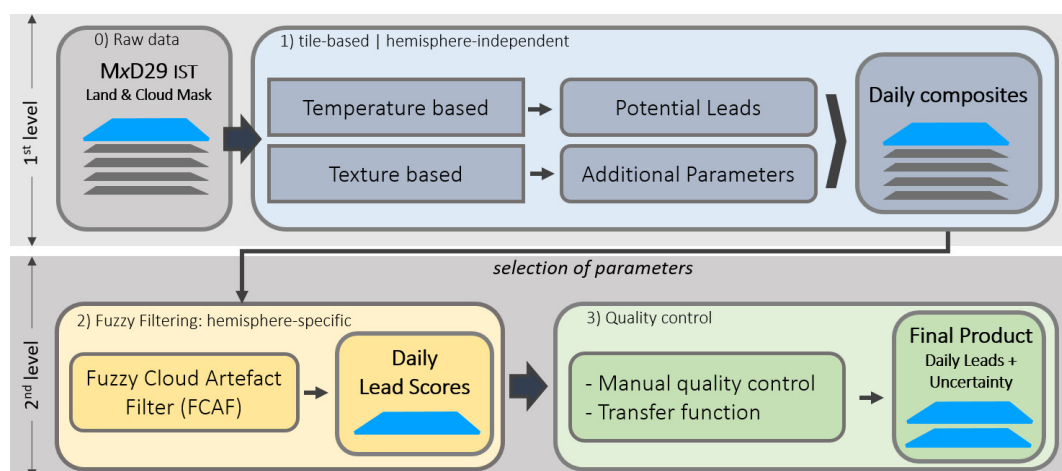 1st level
0) Raw data
MxD29 IST
Land & Cloud Mask
1) tile-based | hemisphere-independent
Temperature based
Potential Leads
Texture based
Additional Parameters
Daily composites
selection of parameters
2nd level
2) Fuzzy Filtering: hemisphere-specific
Fuzzy Cloud Artefact
Filter (FCAF)
Daily
Lead Scores
3) Quality control
- Manual quality control
- Transfer function
Final Product
Daily Leads +
Uncertainty